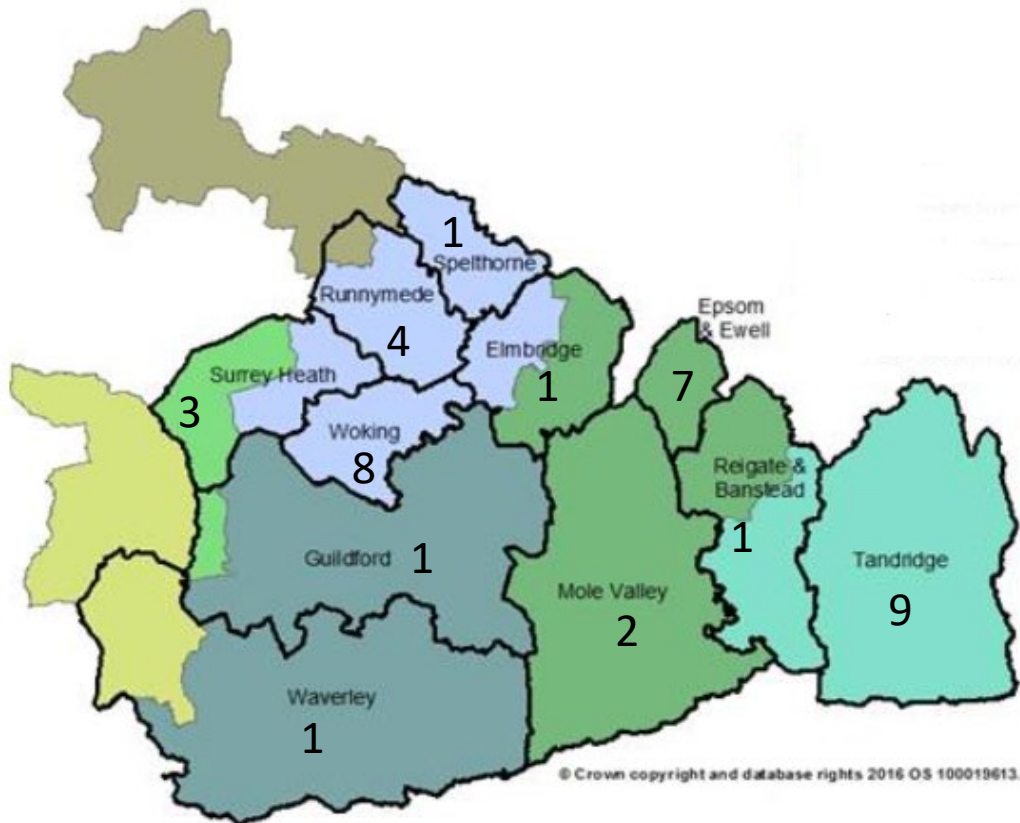 1
Spelthorne
Runnymede
4
Epsom
& Ewell
Elmbridge
1
7
Surrey Heath
3
Woking
8
Reigate &
Banstead
1
Guildford 1
Tandridge
9
Mole Valley
2
Waverley
1
© Crown copyright and database rights 2016 OS 100019613.